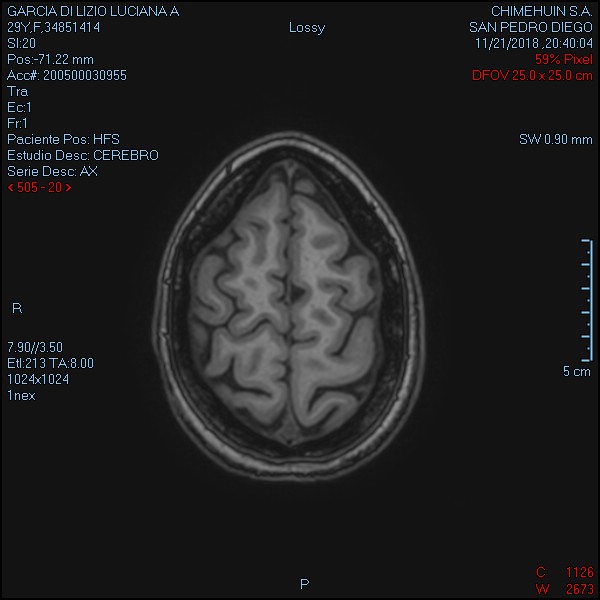 GARCIA DI LIZIO LUCIANA A
29Y,F,34851414
Sl:20
Pos:-71.22 mm
Acc#: 200500030955
Tra
Ec:1
Fr:1
Paciente Pos: HFS
Estudio Desc: CEREBRO
Serie Desc: AX
< 505 - 20 >
Lossy
CHIMEHUIN S.A.
SAN PEDRO DIEGO
11/21/2018 ,20:40:04
59% Pixel
DFOV 25.0 x 25.0 cm
SW 0.90 mm
R
7.90//3.50
Etl:213 TA:8.00
1024x1024
1nex
5 cm
P
C 1126
W 2673